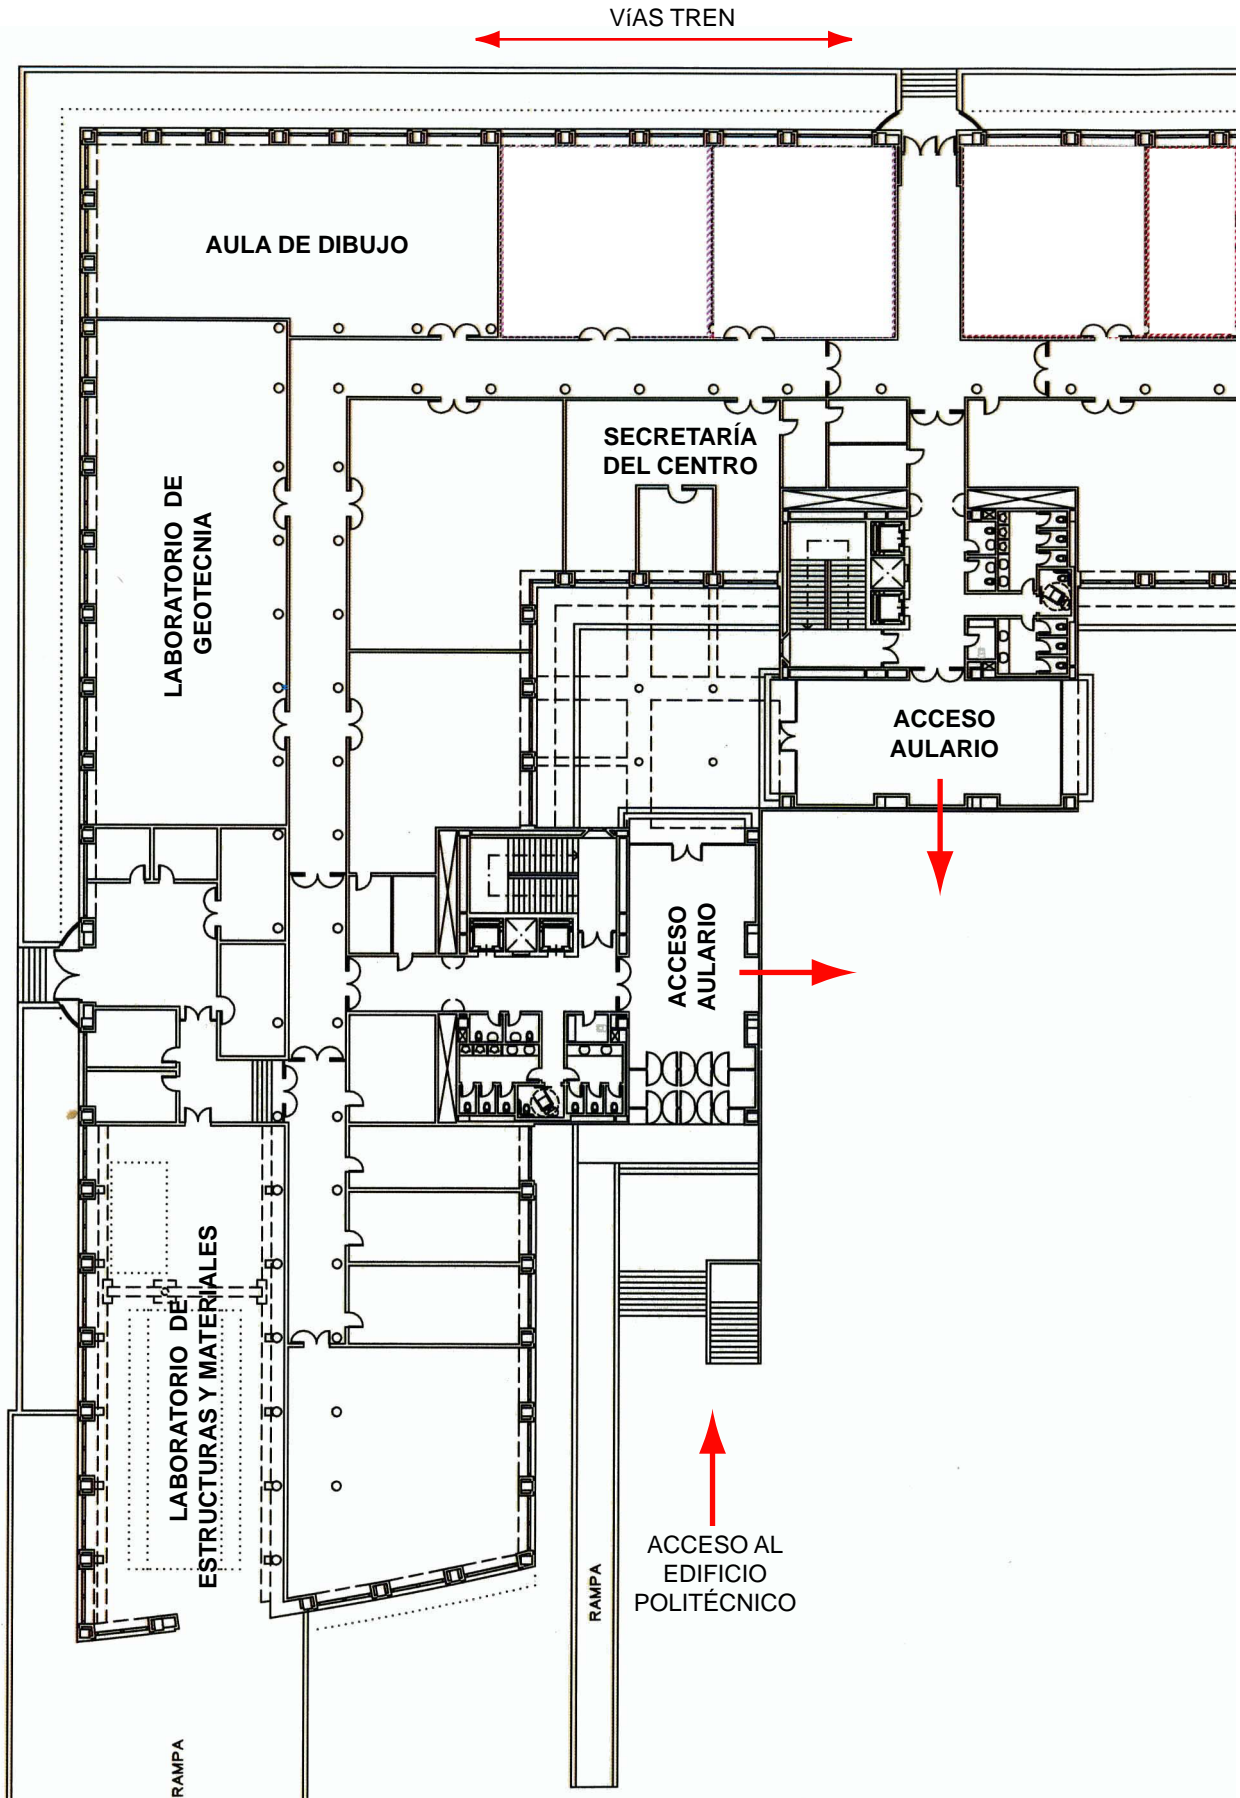 VíAS TREN
AULA DE DIBUJO
SECRETARÍA
DEL CENTRO
LABORATORIO DE
GEOTECNIA
ACCESO
AULARIO
ACCESO
AULARIO
LABORATORIO DE
ESTRUCTURAS Y MATERIALES
ACCESO AL
EDIFICIO
POLITÉCNICO
RAMPA
RAMPA